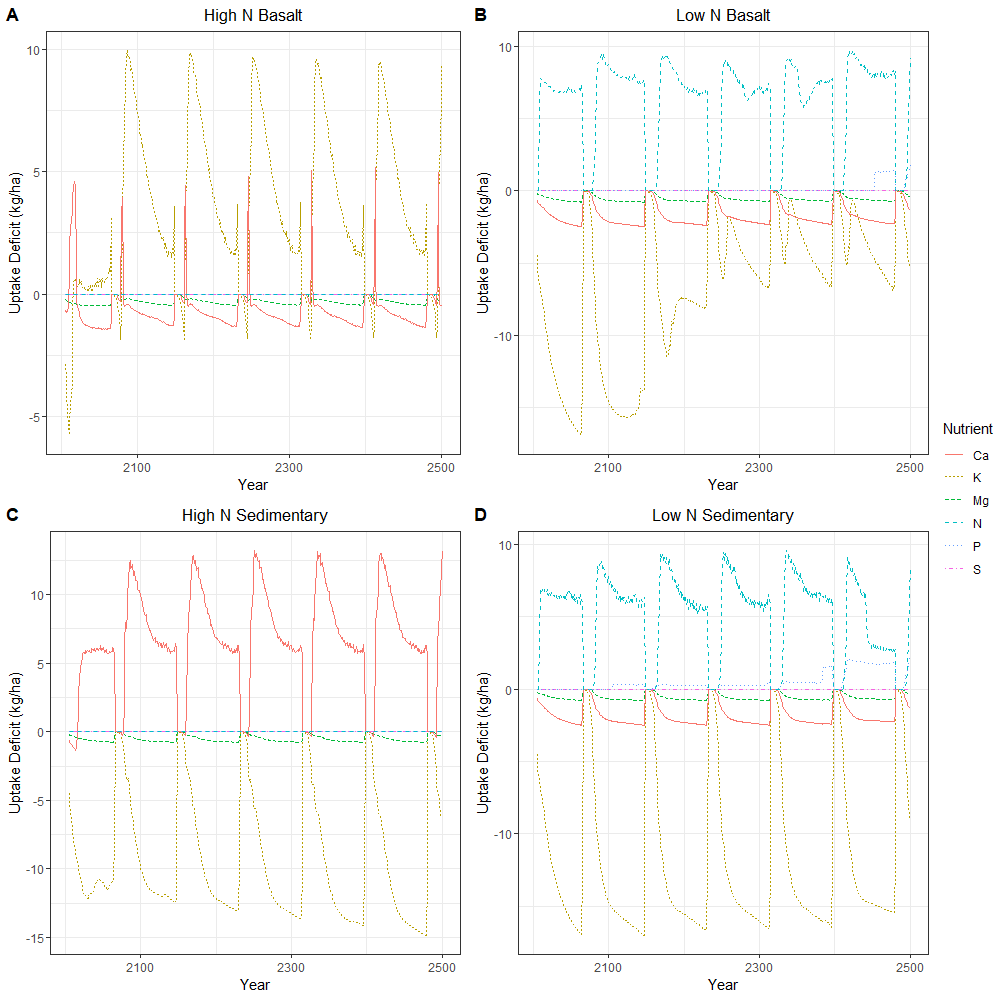 A High N Basalt
10
5
0
-5
Uptake Deficit (kg/ha)
2100 2300 2500
Year
B Low N Basalt
10
0
-10
Uptake Deficit (kg/ha)
2100 2300 2500
Year
C High N Sedimentary
10
5
0
-5
-10
-15
Uptake Deficit (kg/ha)
2100 2300 2500
Year
D Low N Sedimentary
10
0
-10
Uptake Deficit (kg/ha)
2100 2300 2500
Year
Nutrient
Ca
K
Mg
N
P
S